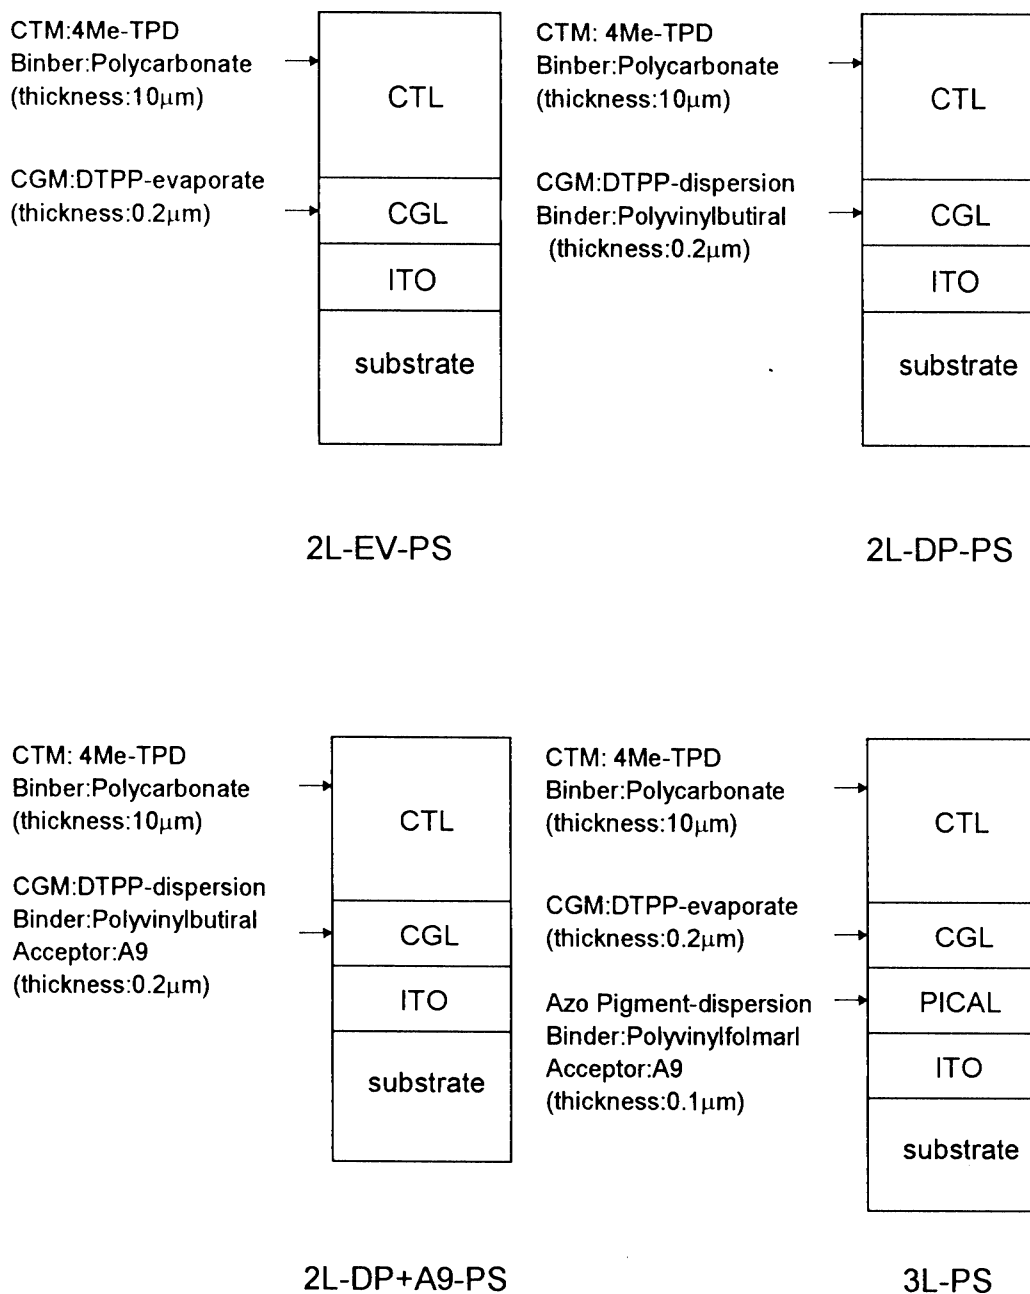 CTM:4Me-TPD
Binber:Polycarbonate
(thickness:10μm)
CTL
CGM:DTPP-evaporate
(thickness:0.2μm)
CGL
ITO
substrate
2L-EV-PS
CTM: 4Me-TPD
Binber:Polycarbonate
(thickness:10μm)
CTL
CGM:DTPP-dispersion
Binder:Polyvinylbutiral
(thickness:0.2μm)
CGL
ITO
substrate
2L-DP-PS
CTM: 4Me-TPD
Binber:Polycarbonate
(thickness:10μm)
CTL
CGM:DTPP-dispersion
Binder:Polyvinylbutiral
Acceptor:A9
(thickness:0.2μm)
CGL
ITO
substrate
2L-DP+A9-PS
CTM: 4Me-TPD
Binber:Polycarbonate
(thickness:10μm)
CTL
CGM:DTPP-evaporate
(thickness:0.2μm)
CGL
Azo Pigment-dispersion
Binder:Polyvinylfolmarl
Acceptor:A9
(thickness:0.1μm)
PICAL
ITO
substrate
3L-PS